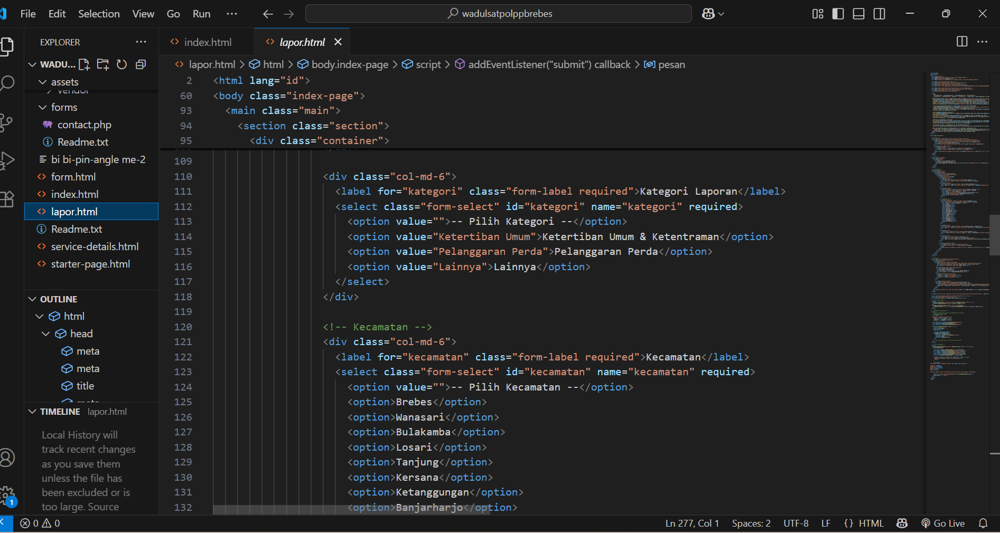 File Edit Selection View Go Run ··· wadulsatpolppbrebes
EXPLORER ···
WADU...
assets
vendor
forms
contact.php
Readme.txt
bi bi-pin-angle me-2
form.html
index.html
lapor.html
Readme.txt
service-details.html
starter-page.html
OUTLINE
html
head
meta
meta
title
meta
TIMELINE lapor.html
Local History will
track recent changes
as you save them
unless the file has
been excluded or is
too large. Source
index.html lapor.html
lapor.html > html > body.index-page > script > addEventListener("submit") callback > pesan
2 <html lang="id">
60 <body class="index-page">
93 <main class="main">
94 <section class="section">
95 <div class="container">
109
110 <div class="col-md-6">
111 <label for="kategori" class="form-label required">Kategori Laporan</label>
112 <select class="form-select" id="kategori" name="kategori" required>
113 <option value="">-- Pilih Kategori --</option>
114 <option value="Ketertiban Umum">Ketertiban Umum & Ketentraman</option>
115 <option value="Pelanggaran Perda">Pelanggaran Perda</option>
116 <option value="Lainnya">Lainnya</option>
117 </select>
118 </div>
119
120 <!-- Kecamatan -->
121 <div class="col-md-6">
122 <label for="kecamatan" class="form-label required">Kecamatan</label>
123 <select class="form-select" id="kecamatan" name="kecamatan" required>
124 <option value="">-- Pilih Kecamatan --</option>
125 <option>Brebes</option>
126 <option>Wanasari</option>
127 <option>Bulakamba</option>
128 <option>Losari</option>
129 <option>Tanjung</option>
130 <option>Kersana</option>
131 <option>Ketanggungan</option>
132 <option>Banjarharjo</option>
1
0 0 Ln 277, Col 1 Spaces: 2 UTF-8 LF {} HTML Go Live